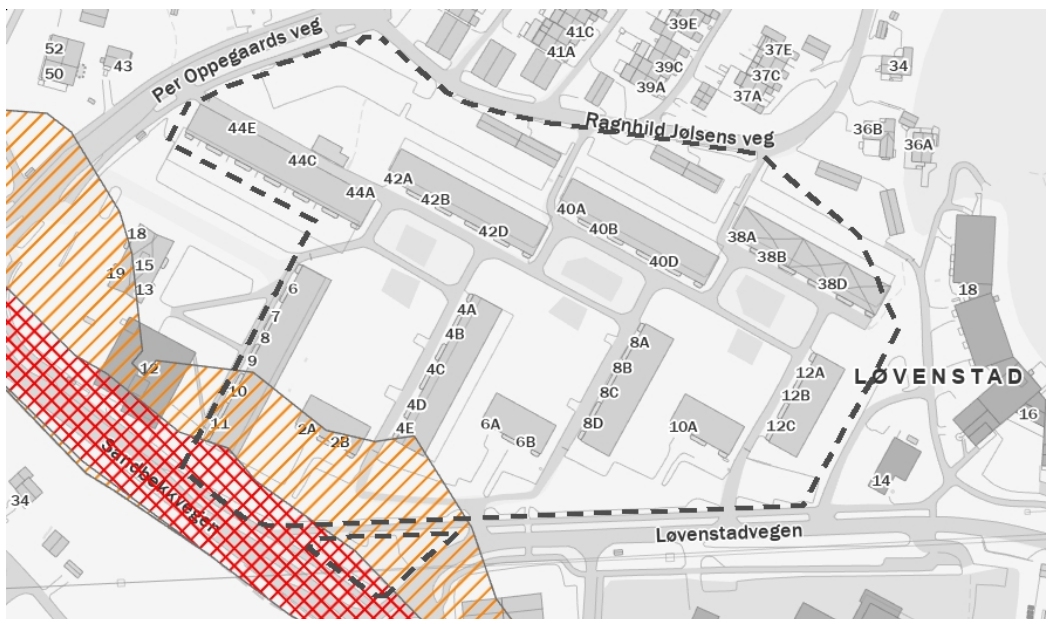 41C
39E
41A
52
50
43
Per Oppegaards veg
39C
39A
37E
37C
37A
34
Ragnhild Jølsens veg
36B
36A
44E
44C
44A
42A
42B
42D
40A
40B
40D
38A
38B
38D
18
19
15
13
6
7
8
9
10
11
12
4A
4B
4C
4D
4E
2A
2B
6A
6B
8A
8B
8C
8D
10A
12A
12B
12C
18
LØVENSTAD
16
14
34
Sandbekkvegen
Løvenstadvegen